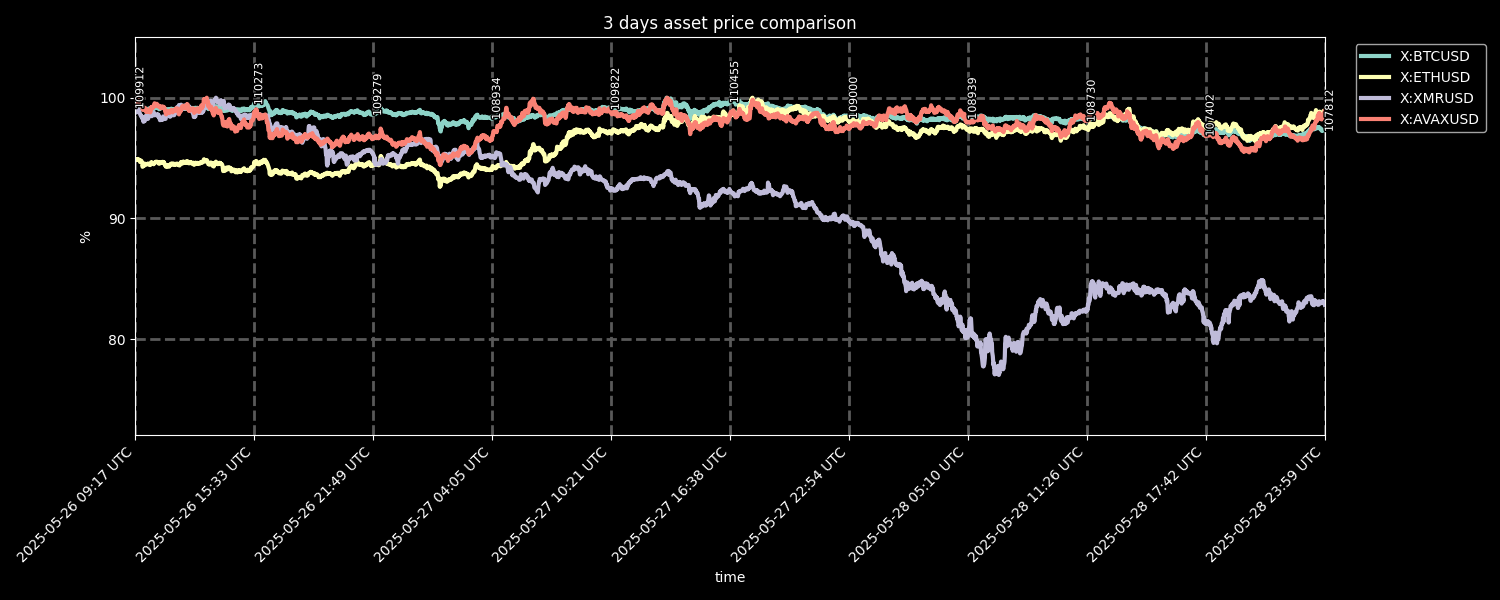 3 days asset price comparison
X:BTCUSD
X:ETHUSD
X:XMRUSD
X:AVAXUSD
109912
110273
109279
108934
109822
110455
109000
108939
108730
107402
107812
100
90
80
%
2025-05-26 09:17 UTC
2025-05-26 15:33 UTC
2025-05-26 21:49 UTC
2025-05-27 04:05 UTC
2025-05-27 10:21 UTC
2025-05-27 16:38 UTC
2025-05-27 22:54 UTC
2025-05-28 05:10 UTC
2025-05-28 11:26 UTC
2025-05-28 17:42 UTC
2025-05-28 23:59 UTC
time